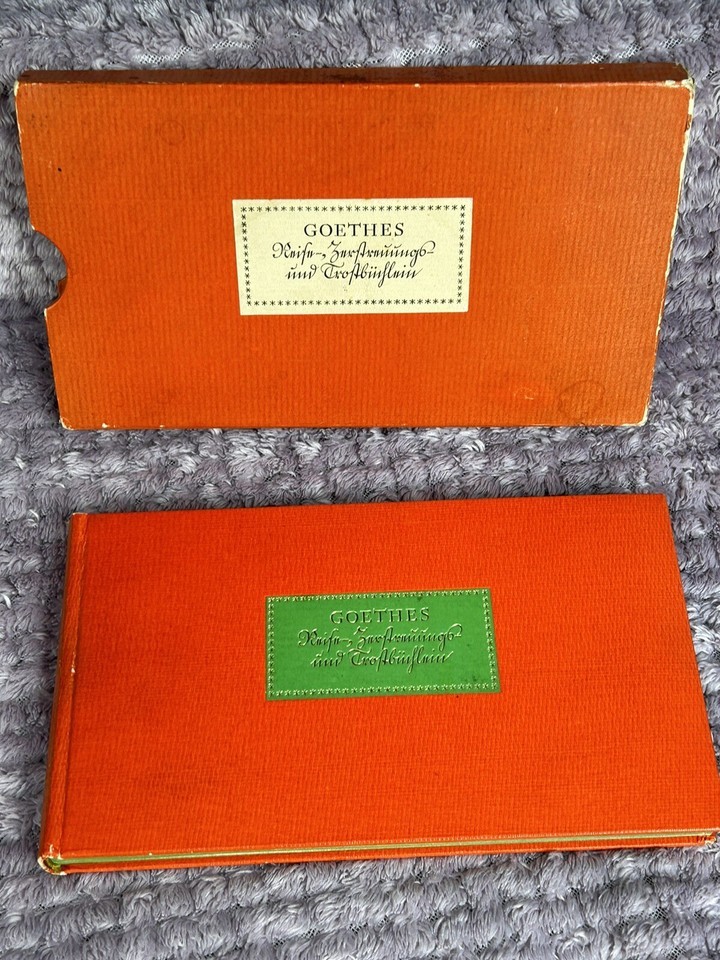 GOETHES
Reise-, Zerstreuungs-
und Trostbüchlein
GOETHES
Reise-, Zerstreuungs-
und Trostbüchlein